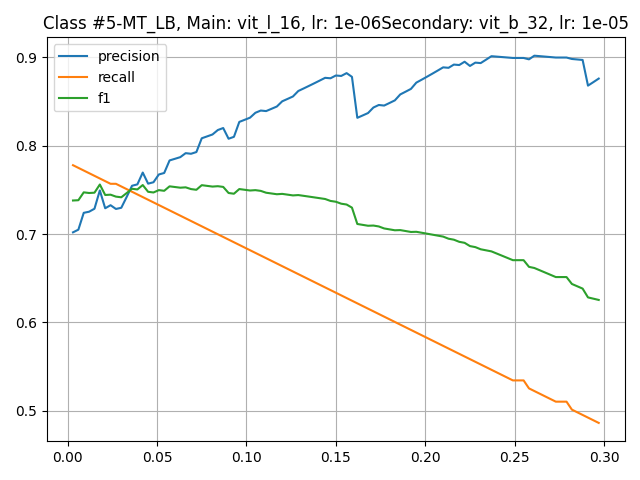 Class #5-MT_LB, Main: vit_l_16, lr: 1e-06Secondary: vit_b_32, lr: 1e-05
precision
recall
f1
0.9
0.8
0.7
0.6
0.5
0.00 0.05 0.10 0.15 0.20 0.25 0.30